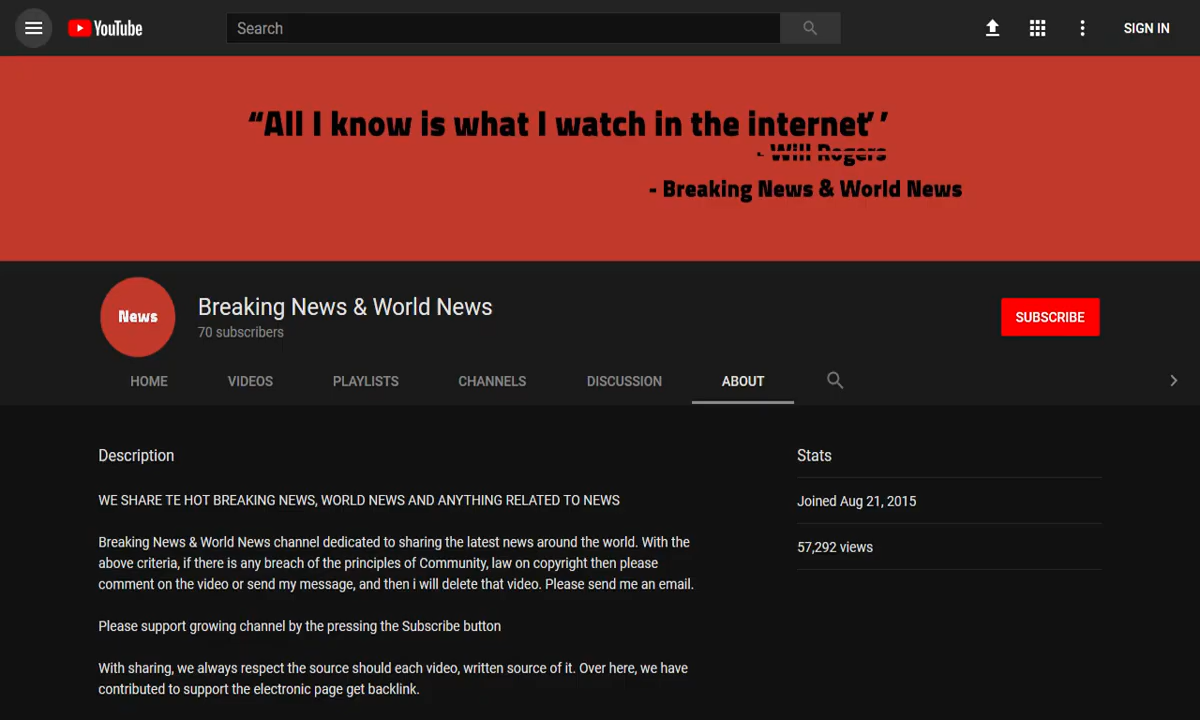 YouTube
Search
SIGN IN
“All I know is what I watch in the internet’’
- Will Rogers
- Breaking News & World News
News
Breaking News & World News
70 subscribers
SUBSCRIBE
HOME
VIDEOS
PLAYLISTS
CHANNELS
DISCUSSION
ABOUT
Description
WE SHARE TE HOT BREAKING NEWS, WORLD NEWS AND ANYTHING RELATED TO NEWS
Breaking News & World News channel dedicated to sharing the latest news around the world. With the
above criteria, if there is any breach of the principles of Community, law on copyright then please
comment on the video or send my message, and then i will delete that video. Please send me an email.
Please support growing channel by the pressing the Subscribe button
With sharing, we always respect the source should each video, written source of it. Over here, we have
contributed to support the electronic page get backlink.
Stats
Joined Aug 21, 2015
57,292 views